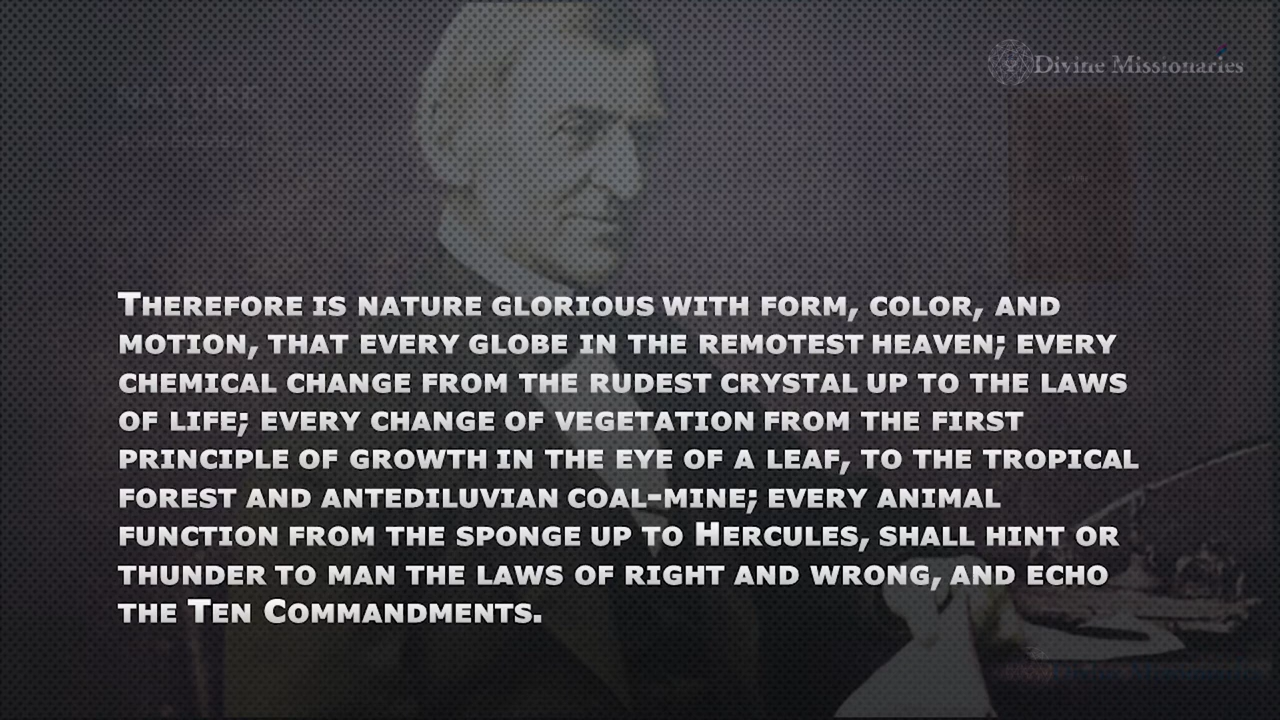 Divine Missionaries
NATURE
THEREFORE IS NATURE GLORIOUS WITH FORM, COLOR, AND
MOTION, THAT EVERY GLOBE IN THE REMOTEST HEAVEN; EVERY
CHEMICAL CHANGE FROM THE RUDEST CRYSTAL UP TO THE LAWS
OF LIFE; EVERY CHANGE OF VEGETATION FROM THE FIRST
PRINCIPLE OF GROWTH IN THE EYE OF A LEAF, TO THE TROPICAL
FOREST AND ANTEDILUVIAN COAL-MINE; EVERY ANIMAL
FUNCTION FROM THE SPONGE UP TO HERCULES, SHALL HINT OR
THUNDER TO MAN THE LAWS OF RIGHT AND WRONG, AND ECHO
THE TEN COMMANDMENTS.